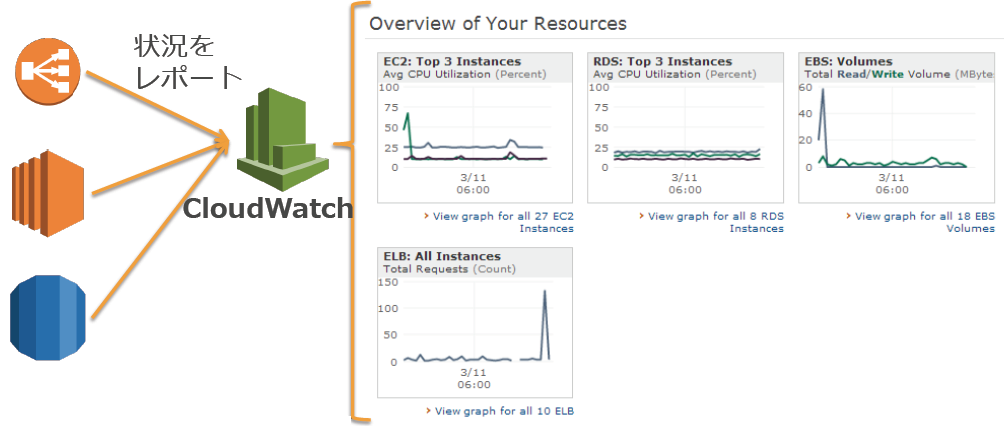 状況を
レポート
CloudWatch
Overview of Your Resources
EC2: Top 3 Instances
Avg CPU Utilization (Percent)
100
75
50
25
0
3/11
06:00
View graph for all 27 EC2
Instances
RDS: Top 3 Instances
Avg CPU Utilization (Percent)
100
75
50
25
0
3/11
06:00
View graph for all 8 RDS
Instances
EBS: Volumes
Total Read/Write Volume (MByte
60
40
20
0
3/11
06:00
View graph for all 18 EBS
Volumes
ELB: All Instances
Total Requests (Count)
150
100
50
0
3/11
06:00
View graph for all 10 ELB